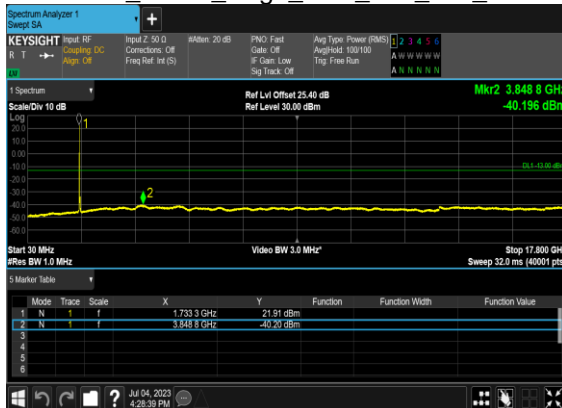 Spectrum Analyzer 1
Swept SA
+
KEYSIGHT Input: RF Input Z: 50 Ω #Atten: 20 dB PNO: Fast Avg Type: Power (RMS) 1 2 3 4 5 6
R T Coupling: DC Corrections: Off Gate: Off Avg|Hold: 100/100 A W W W W W
Align: Off Freq Ref: Int (S) IF Gain: Low Trig: Free Run
LXI Sig Track: Off A N N N N N
1 Spectrum
Ref Lvl Offset 25.40 dB Mkr2 3.848 8 GHz
Scale/Div 10 dB Ref Level 30.00 dBm -40.196 dBm
Log
1
20.0
10.0
0.00
-10.0 DL1 -13.00 dBm
-20.0
-30.0
2
-40.0
-50.0
-60.0
Start 30 MHz Video BW 3.0 MHz* Stop 17.800 GHz
#Res BW 1.0 MHz Sweep 32.0 ms (40001 pts)
5 Marker Table
Mode Trace Scale X Y Function Function Width Function Value
1 N 1 f 1.733 3 GHz 21.91 dBm
2 N 1 f 3.848 8 GHz -40.20 dBm
3
4
5
6
? Jul 04, 2023
4:28:39 PM